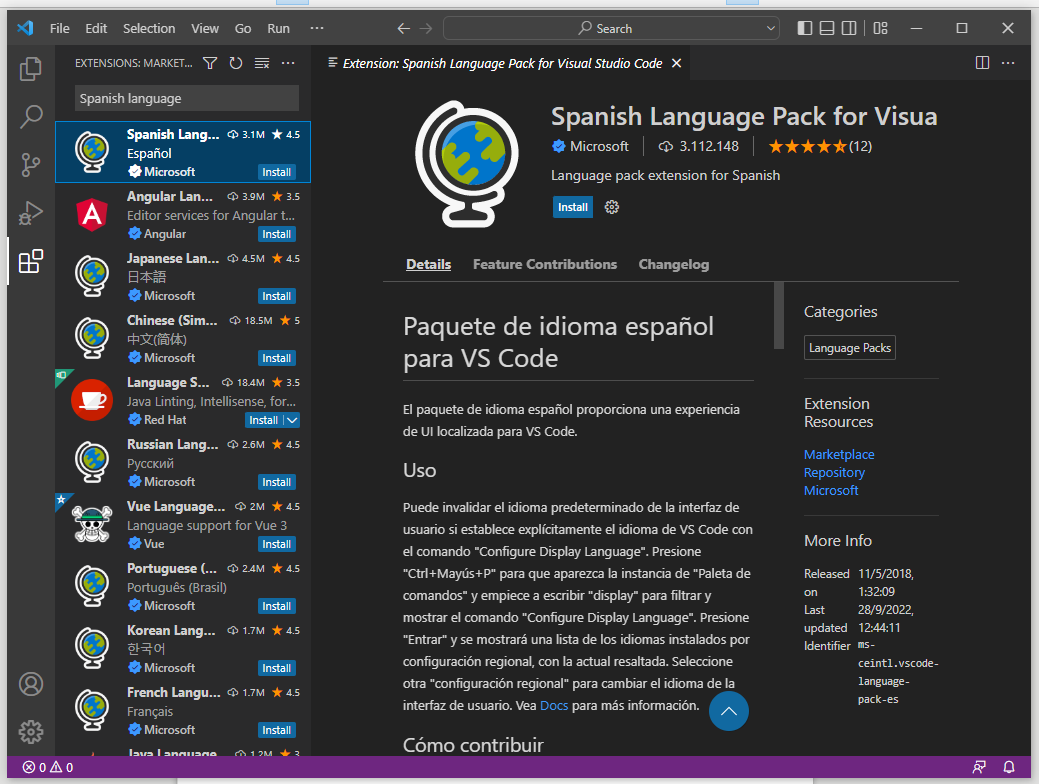 File Edit Selection View Go Run ··· Search
EXTENSIONS: MARKET...
Spanish language
Spanish Lang... 3.1M 4.5
Español
Microsoft Install
Angular Lan... 3.9M 3.5
Editor services for Angular t...
Angular Install
Japanese Lan... 4.5M 4.5
日本語
Microsoft Install
Chinese (Sim... 18.5M 5
中文(简体)
Microsoft Install
Language S... 18.4M 3.5
Java Linting, Intellisense, for...
Red Hat Install
Russian Lang... 2.6M 4.5
Русский
Microsoft Install
Vue Language... 2M 4.5
Language support for Vue 3
Vue Install
Portuguese (... 2.4M 4.5
Português (Brasil)
Microsoft Install
Korean Lang... 1.7M 4.5
한국어
Microsoft Install
French Langu... 1.7M 4.5
Français
Microsoft Install
Java Language 1.2M 3
Extension: Spanish Language Pack for Visual Studio Code
Spanish Language Pack for Visua
Microsoft 3.112.148 (12)
Language pack extension for Spanish
Install
Details Feature Contributions Changelog
Paquete de idioma español
para VS Code
El paquete de idioma español proporciona una experiencia
de UI localizada para VS Code.
Uso
Puede invalidar el idioma predeterminado de la interfaz de
usuario si establece explícitamente el idioma de VS Code con
el comando "Configure Display Language". Presione
"Ctrl+Mayús+P" para que aparezca la instancia de "Paleta de
comandos" y empiece a escribir "display" para filtrar y
mostrar el comando "Configure Display Language". Presione
"Entrar" y se mostrará una lista de los idiomas instalados por
configuración regional, con la actual resaltada. Seleccione
otra "configuración regional" para cambiar el idioma de la
interfaz de usuario. Vea Docs para más información.
Cómo contribuir
Categories
Language Packs
Extension
Resources
Marketplace
Repository
Microsoft
More Info
Released 11/5/2018,
on 1:32:09
Last 28/9/2022,
updated 12:44:11
Identifier ms-
ceintl.vscode-
language-
pack-es
0 0